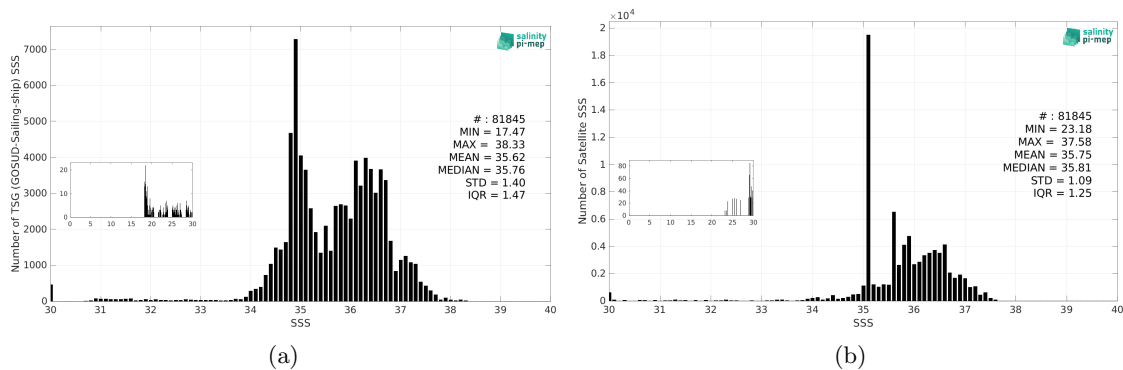 Number of TSG (GOSUD-Sailing-ship) SSS
7000
6000
5000
4000
3000
2000
1000
0
30 31 32 33 34 35 36 37 38 39 40
SSS
20
10
0
0 5 10 15 20 25 30
salinity
pi-mep
# : 81845
MIN = 17.47
MAX = 38.33
MEAN = 35.62
MEDIAN = 35.76
STD = 1.40
IQR = 1.47
(a)
×10⁴
Number of Satellite SSS
2
1.8
1.6
1.4
1.2
1
0.8
0.6
0.4
0.2
0
30 31 32 33 34 35 36 37 38 39 40
SSS
80
60
40
20
0
0 5 10 15 20 25 30
salinity
pi-mep
# : 81845
MIN = 23.18
MAX = 37.58
MEAN = 35.75
MEDIAN = 35.81
STD = 1.09
IQR = 1.25
(b)